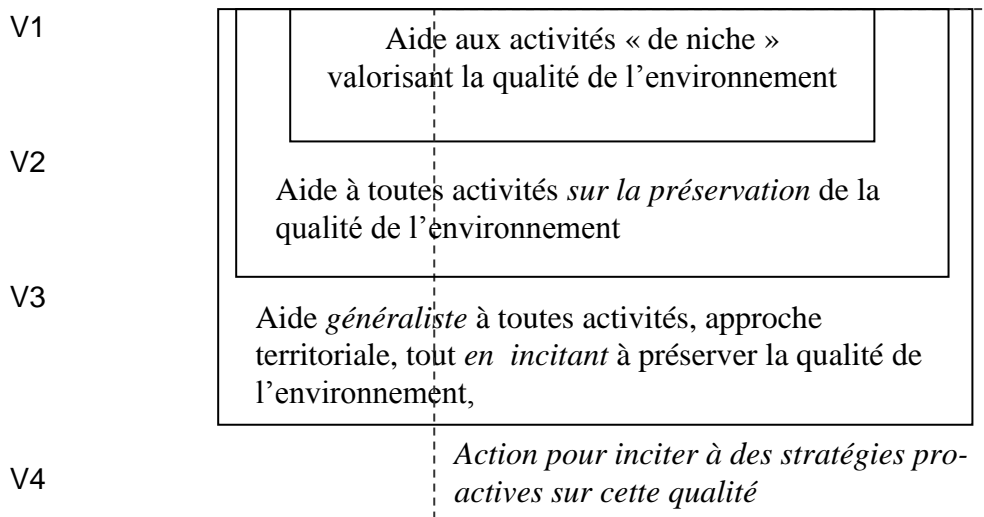 V1
Aide aux activités « de niche »
valorisant la qualité de l’environnement
V2
Aide à toutes activités sur la préservation de la
qualité de l’environnement
V3
Aide généraliste à toutes activités, approche
territoriale, tout en incitant à préserver la qualité de
l’environnement,
V4
Action pour inciter à des stratégies pro-
actives sur cette qualité